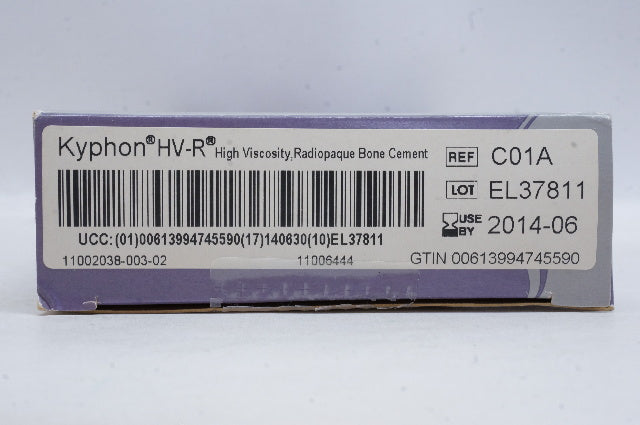 Kyphon® HV-R® High Viscosity,Radiopaque Bone Cement
REF C01A
LOT EL37811
USE BY 2014-06
UCC: (01)00613994745590(17)140630(10)EL37811
11002038-003-02 11006444 GTIN 00613994745590